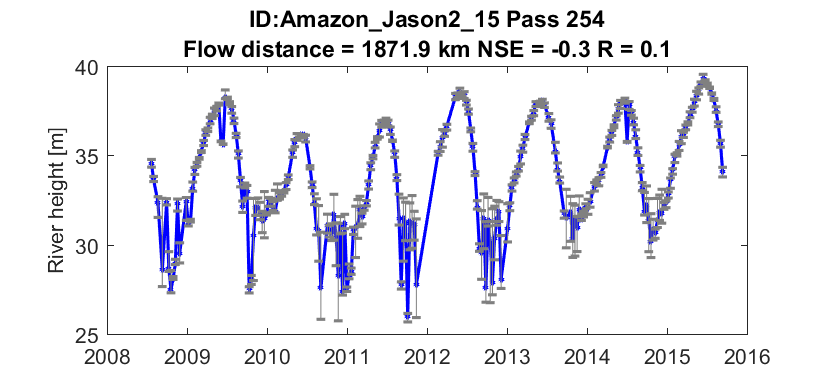 ID:Amazon_Jason2_15 Pass 254
Flow distance = 1871.9 km NSE = -0.3 R = 0.1
40
35
30
25
River height [m]
2008 2009 2010 2011 2012 2013 2014 2015 2016